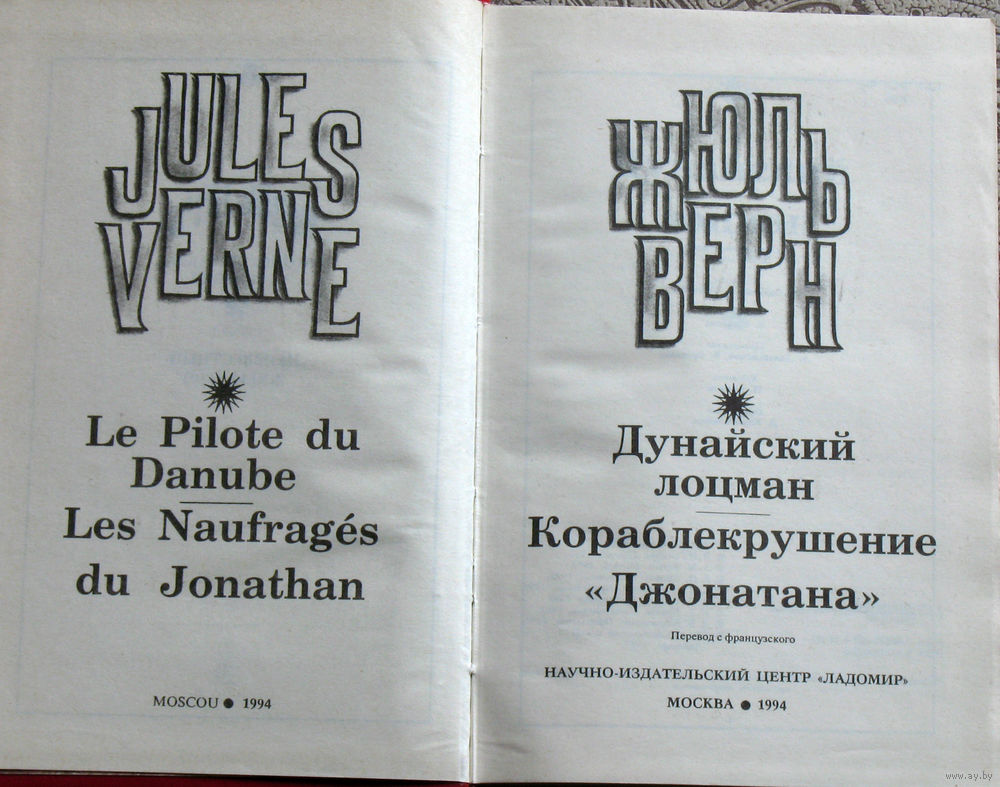 JULES
VERNE
Le Pilote du
Danube
Les Naufragés
du Jonathan
MOSCOU ● 1994
ЖЮЛЬ
ВЕРН
Дунайский
лоцман
Кораблекрушение
«Джонатана»
Перевод с французского
НАУЧНО-ИЗДАТЕЛЬСКИЙ ЦЕНТР «ЛАДОМИР»
МОСКВА ● 1994
www.ay.by